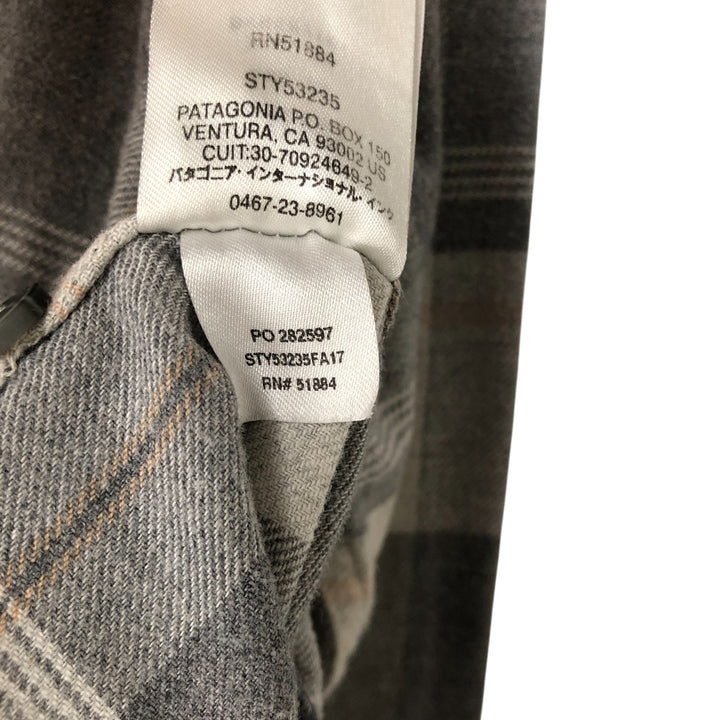 RN51884
STY53235
PATAGONIA P.O. BOX 150
VENTURA, CA 93002 US
CUIT:30-70924649-2
パタゴニア・インターナショナル・インク
0467-23-8961
PO 282597
STY53235FA17
RN# 51884